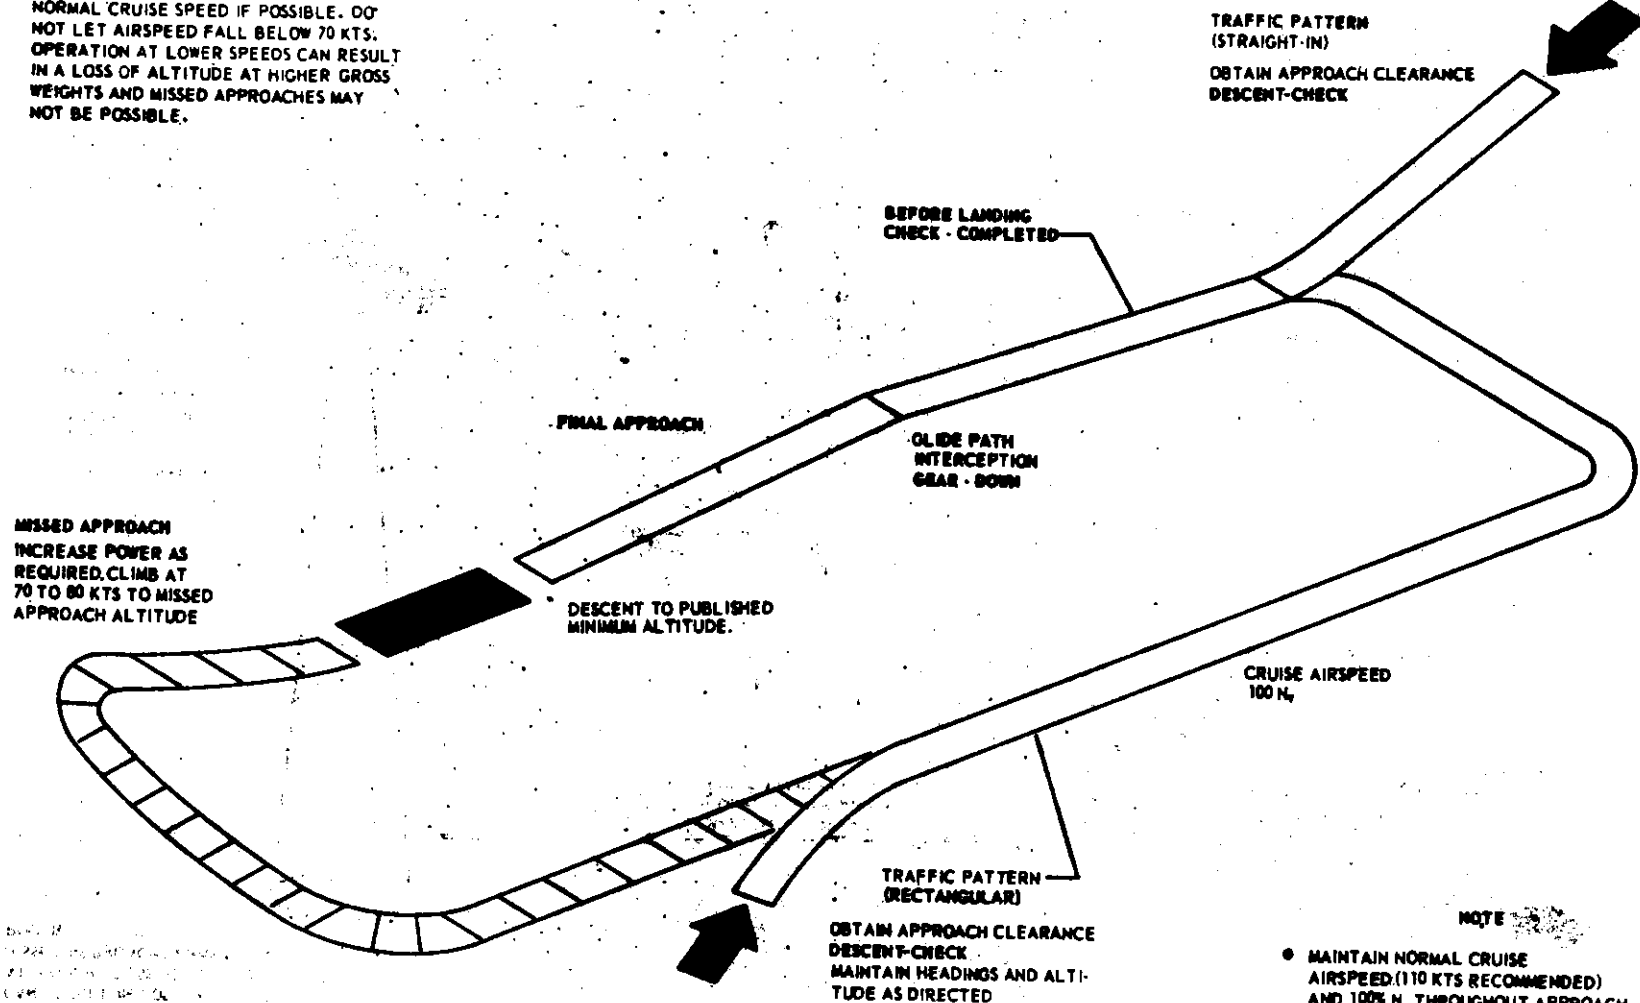 NORMAL CRUISE SPEED IF POSSIBLE. DO
NOT LET AIRSPEED FALL BELOW 70 KTS.
OPERATION AT LOWER SPEEDS CAN RESULT
IN A LOSS OF ALTITUDE AT HIGHER GROSS
WEIGHTS AND MISSED APPROACHES MAY
NOT BE POSSIBLE.
TRAFFIC PATTERN
(STRAIGHT-IN)
OBTAIN APPROACH CLEARANCE
DESCENT-CHECK
BEFORE LANDING
CHECK - COMPLETED
FINAL APPROACH
GLIDE PATH
INTERCEPTION
GEAR - DOWN
MISSED APPROACH
INCREASE POWER AS
REQUIRED. CLIMB AT
70 TO 80 KTS TO MISSED
APPROACH ALTITUDE
DESCENT TO PUBLISHED
MINIMUM ALTITUDE.
CRUISE AIRSPEED
100 N
TRAFFIC PATTERN
(RECTANGULAR)
OBTAIN APPROACH CLEARANCE
DESCENT-CHECK
MAINTAIN HEADINGS AND ALTI-
TUDE AS DIRECTED
NOTE
● MAINTAIN NORMAL CRUISE
AIRSPEED (110 KTS RECOMMENDED)
AND 100% N THROUGHOUT APPROACH